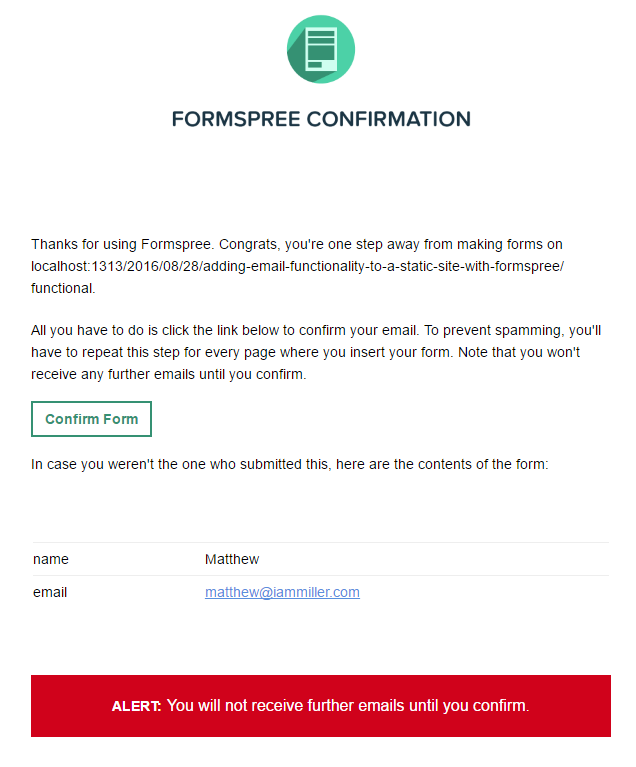 FORMSPREE CONFIRMATION
Thanks for using Formspree. Congrats, you're one step away from making forms on
localhost:1313/2016/08/28/adding-email-functionality-to-a-static-site-with-formspree/
functional.
All you have to do is click the link below to confirm your email. To prevent spamming, you'll
have to repeat this step for every page where you insert your form. Note that you won't
receive any further emails until you confirm.
Confirm Form
In case you weren't the one who submitted this, here are the contents of the form:
name Matthew
email matthew@iammiller.com
ALERT: You will not receive further emails until you confirm.